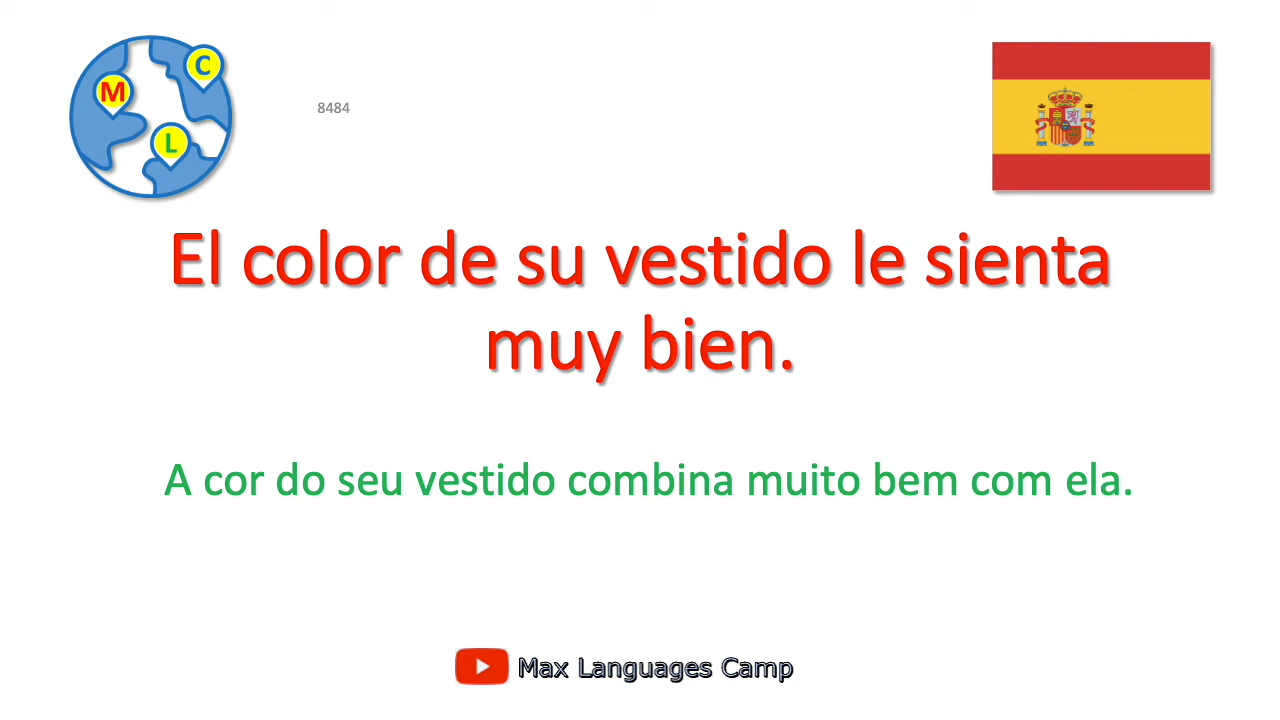 M
C
L
8484
El color de su vestido le sienta
muy bien.
A cor do seu vestido combina muito bem com ela.
Max Languages Camp